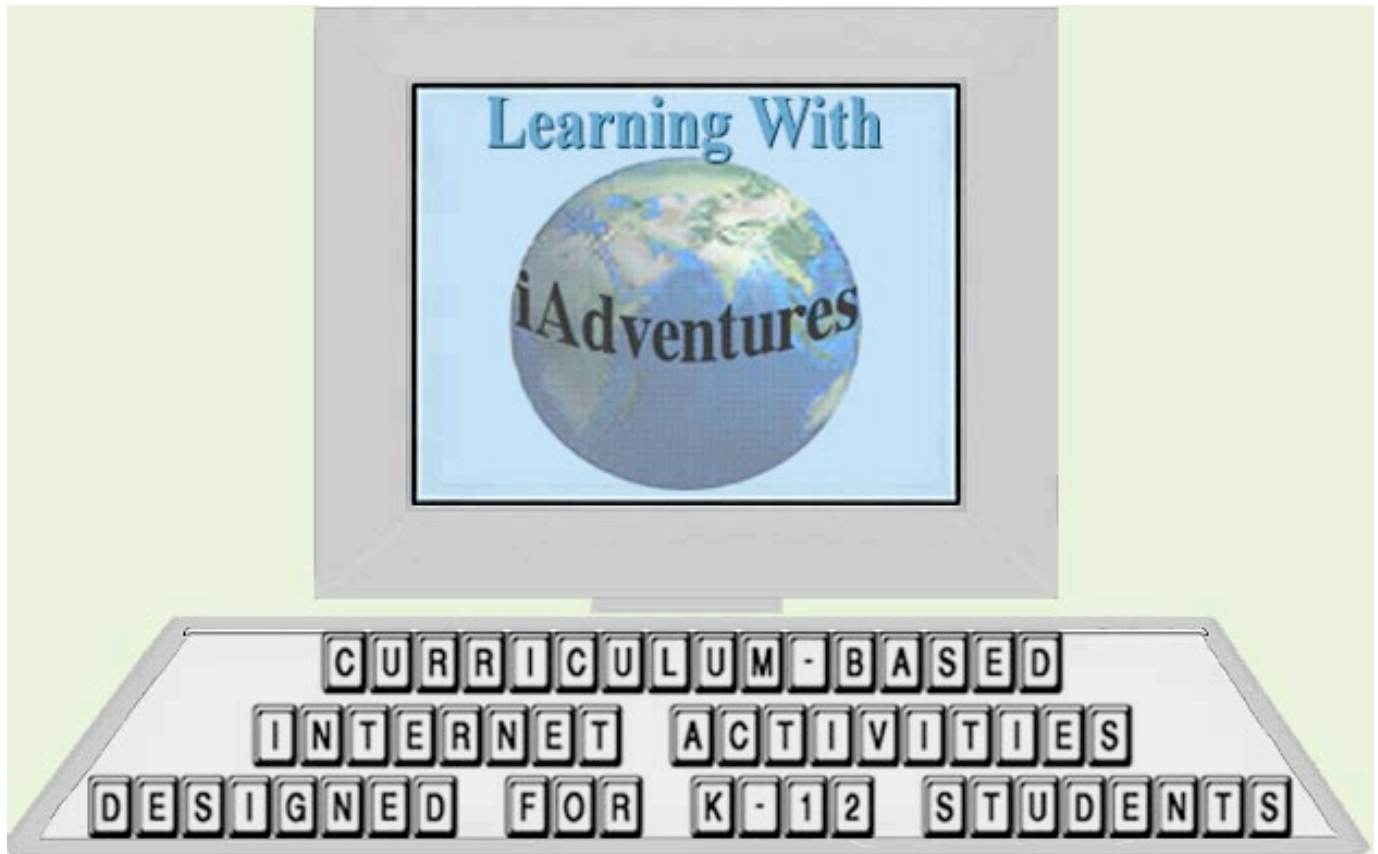 Learning With
iAdventures
CURRICULUM-BASED
INTERNET ACTIVITIES
DESIGNED FOR K-12 STUDENTS